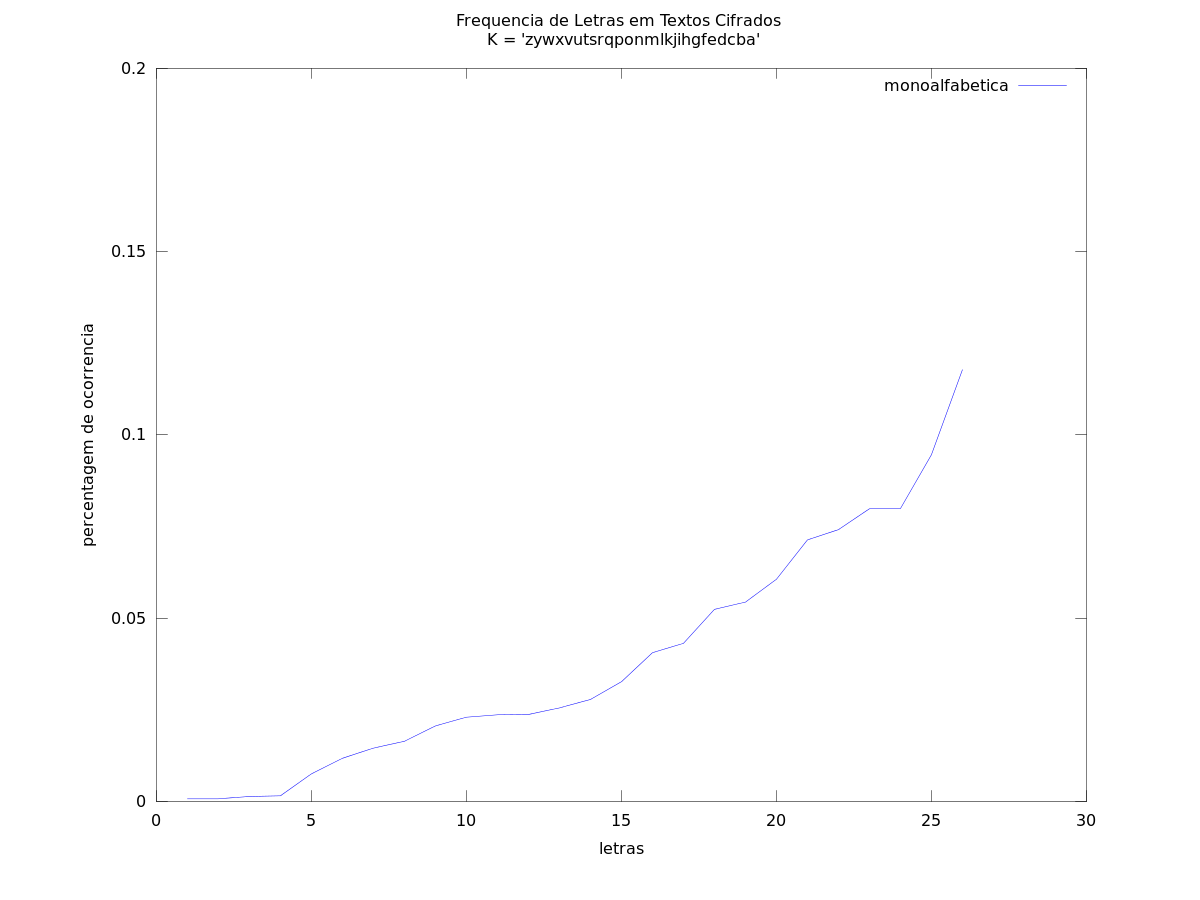 Frequencia de Letras em Textos Cifrados
K = 'zywxvutsrqponmlkjihgfedcba'
monoalfabetica
0.2
0.15
0.1
0.05
0
percentagem de ocorrencia
0 5 10 15 20 25 30
letras